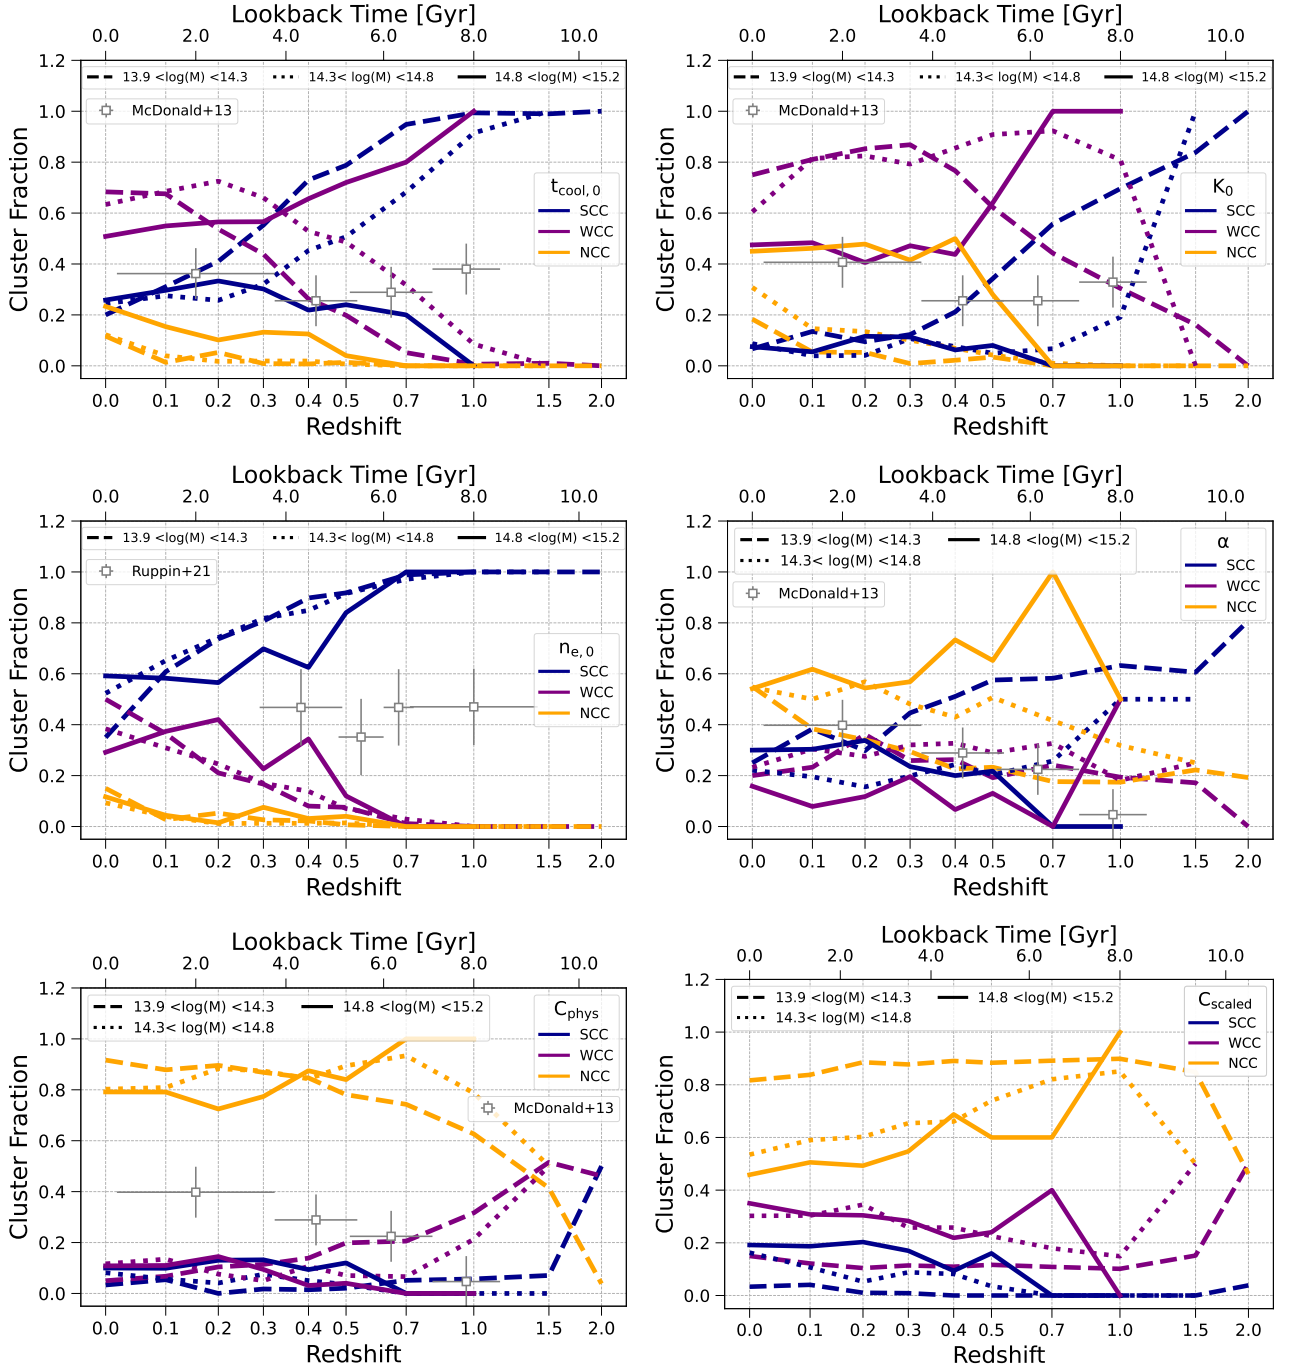 Lookback Time [Gyr]
0.0 2.0 4.0 6.0 8.0 10.0
1.2
1.0
0.8
0.6
0.4
0.2
0.0
Cluster Fraction
13.9 <log(M) <14.3 14.3< log(M) <14.8 14.8 <log(M) <15.2
McDonald+13
t cool, 0
SCC
WCC
NCC
0.0 0.1 0.2 0.3 0.4 0.5 0.7 1.0 1.5 2.0
Redshift
Lookback Time [Gyr]
0.0 2.0 4.0 6.0 8.0 10.0
1.2
1.0
0.8
0.6
0.4
0.2
0.0
Cluster Fraction
13.9 <log(M) <14.3 14.3< log(M) <14.8 14.8 <log(M) <15.2
McDonald+13
K0
SCC
WCC
NCC
0.0 0.1 0.2 0.3 0.4 0.5 0.7 1.0 1.5 2.0
Redshift
Lookback Time [Gyr]
0.0 2.0 4.0 6.0 8.0 10.0
1.2
1.0
0.8
0.6
0.4
0.2
0.0
Cluster Fraction
13.9 <log(M) <14.3 14.3< log(M) <14.8 14.8 <log(M) <15.2
Ruppin+21
n e, 0
SCC
WCC
NCC
0.0 0.1 0.2 0.3 0.4 0.5 0.7 1.0 1.5 2.0
Redshift
Lookback Time [Gyr]
0.0 2.0 4.0 6.0 8.0 10.0
1.2
1.0
0.8
0.6
0.4
0.2
0.0
Cluster Fraction
13.9 <log(M) <14.3 14.8 <log(M) <15.2
14.3< log(M) <14.8
McDonald+13
α
SCC
WCC
NCC
0.0 0.1 0.2 0.3 0.4 0.5 0.7 1.0 1.5 2.0
Redshift
Lookback Time [Gyr]
0.0 2.0 4.0 6.0 8.0 10.0
1.2
1.0
0.8
0.6
0.4
0.2
0.0
Cluster Fraction
13.9 <log(M) <14.3 14.8 <log(M) <15.2
14.3< log(M) <14.8
C phys
SCC
WCC
NCC
McDonald+13
0.0 0.1 0.2 0.3 0.4 0.5 0.7 1.0 1.5 2.0
Redshift
Lookback Time [Gyr]
0.0 2.0 4.0 6.0 8.0 10.0
1.2
1.0
0.8
0.6
0.4
0.2
0.0
Cluster Fraction
13.9 <log(M) <14.3 14.8 <log(M) <15.2
14.3< log(M) <14.8
C scaled
SCC
WCC
NCC
0.0 0.1 0.2 0.3 0.4 0.5 0.7 1.0 1.5 2.0
Redshift